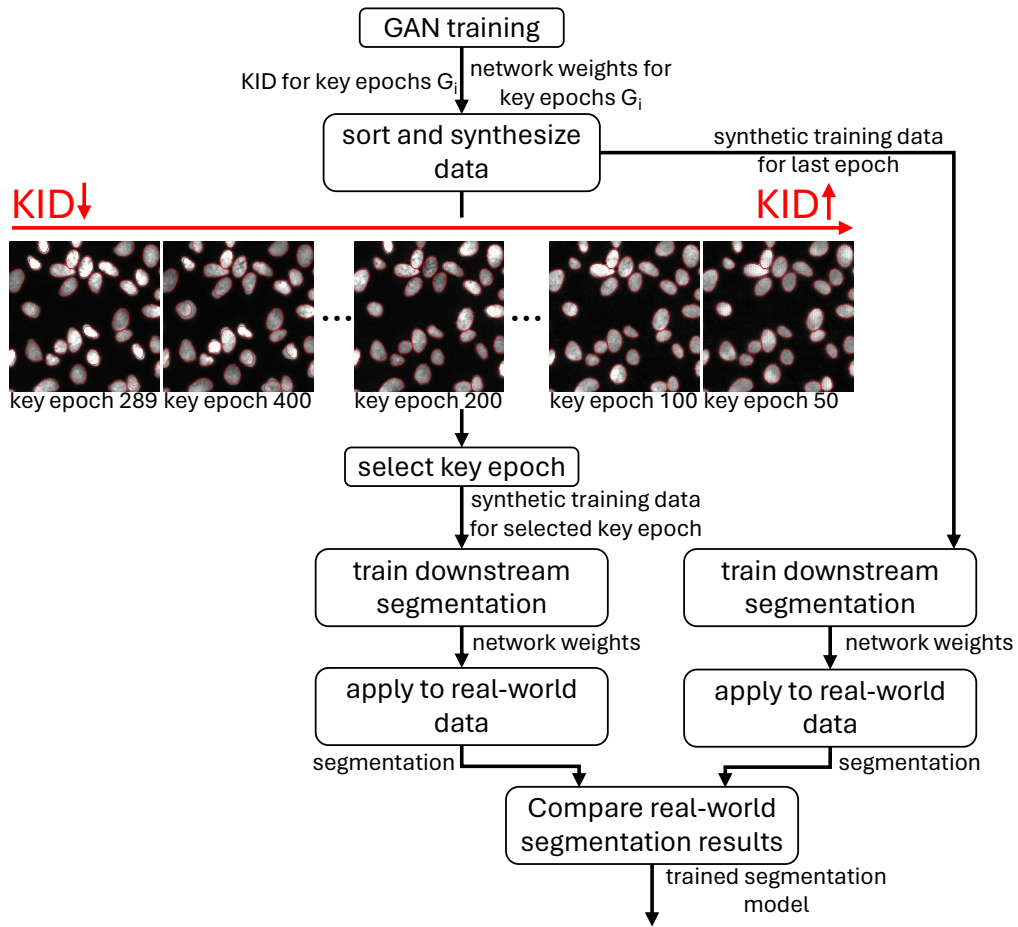 GAN training
KID for key epochs Gi
network weights for
key epochs Gi
sort and synthesize
data
synthetic training data
for last epoch
KID↓
KID↑
...
...
key epoch 289
key epoch 400
key epoch 200
key epoch 100
key epoch 50
select key epoch
synthetic training data
for selected key epoch
train downstream
segmentation
train downstream
segmentation
network weights
network weights
apply to real-world
data
apply to real-world
data
segmentation
segmentation
Compare real-world
segmentation results
trained segmentation
model